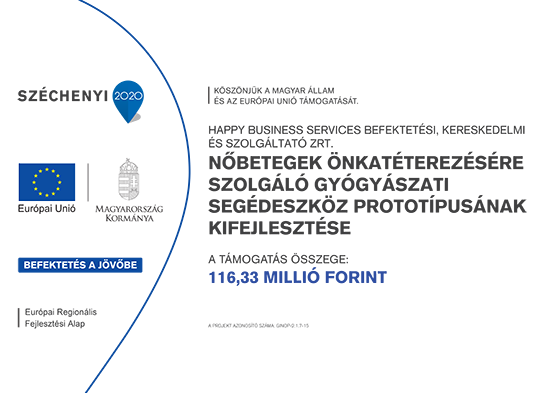 SZÉCHENYI 2020
KÖSZÖNJÜK A MAGYAR ÁLLAM
ÉS AZ EURÓPAI UNIÓ TÁMOGATÁSÁT.
HAPPY BUSINESS SERVICES BEFEKTETÉSI, KERESKEDELMI
ÉS SZOLGÁLTATÓ ZRT.
NŐBETEGEK ÖNKATÉTEREZÉSÉRE
SZOLGÁLÓ GYÓGYÁSZATI
SEGÉDESZKÖZ PROTOTÍPUSÁNAK
KIFEJLESZTÉSE
A TÁMOGATÁS ÖSSZEGE:
116,33 MILLIÓ FORINT
A PROJEKT AZONOSÍTÓ SZÁMA: GINOP-2.1.7-15
Európai Unió
MAGYARORSZÁG
KORMÁNYA
BEFEKTETÉS A JÖVŐBE
Európai Regionális
Fejlesztési Alap